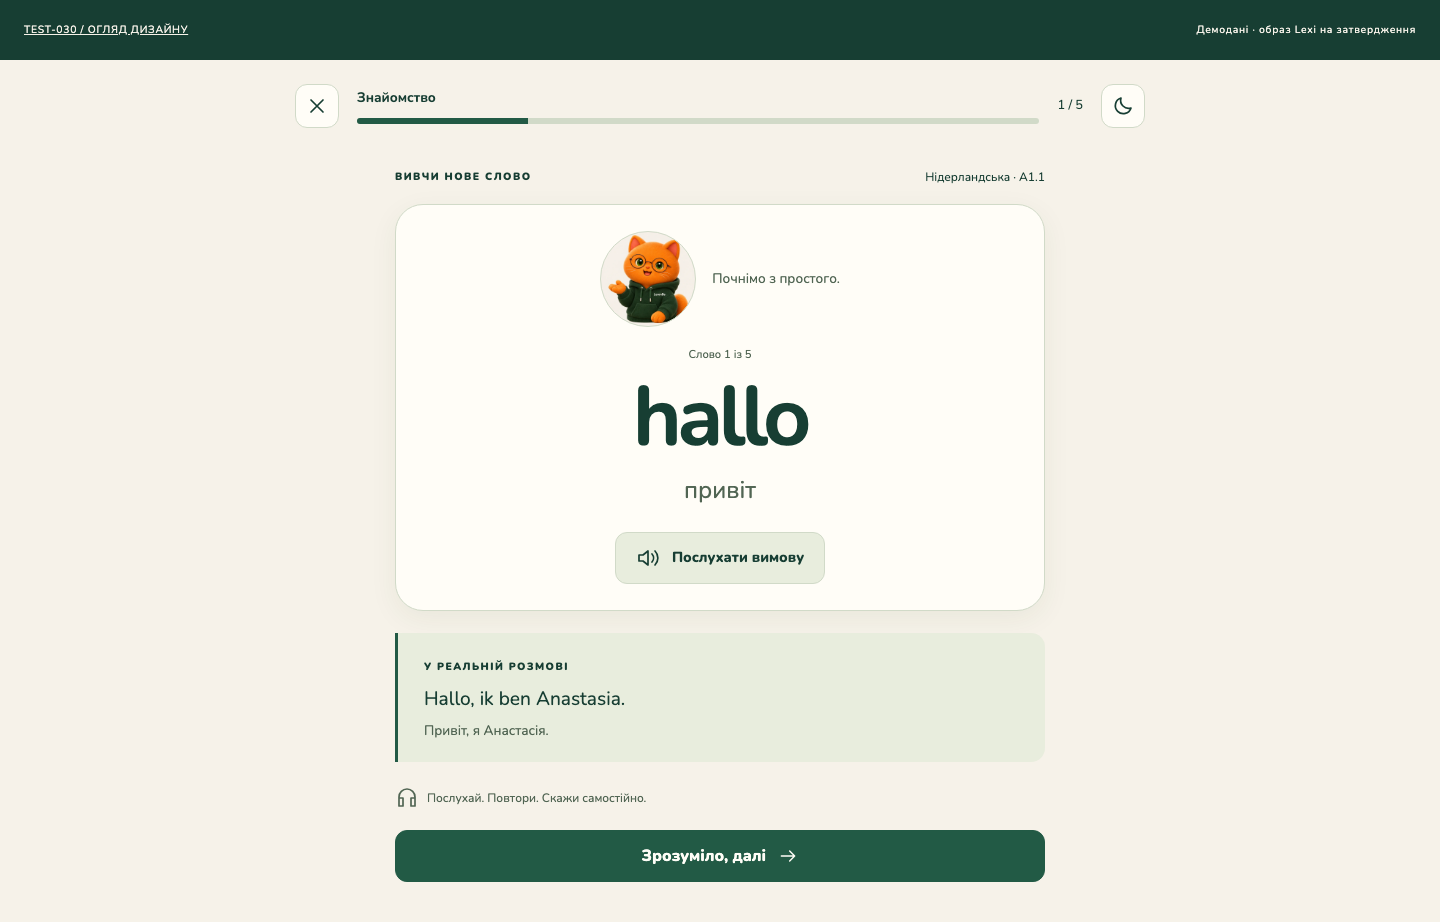 TEST-030 / ОГЛЯД ДИЗАЙНУ
Демодані · образ Lexi на затвердження
Знайомство
1 / 5
ВИВЧИ НОВЕ СЛОВО
Нідерландська · A1.1
Почнімо з простого.
Слово 1 із 5
hallo
привіт
Послухати вимову
У РЕАЛЬНІЙ РОЗМОВІ
Hallo, ik ben Anastasia.
Привіт, я Анастасія.
Послухай. Повтори. Скажи самостійно.
Зрозуміло, далі